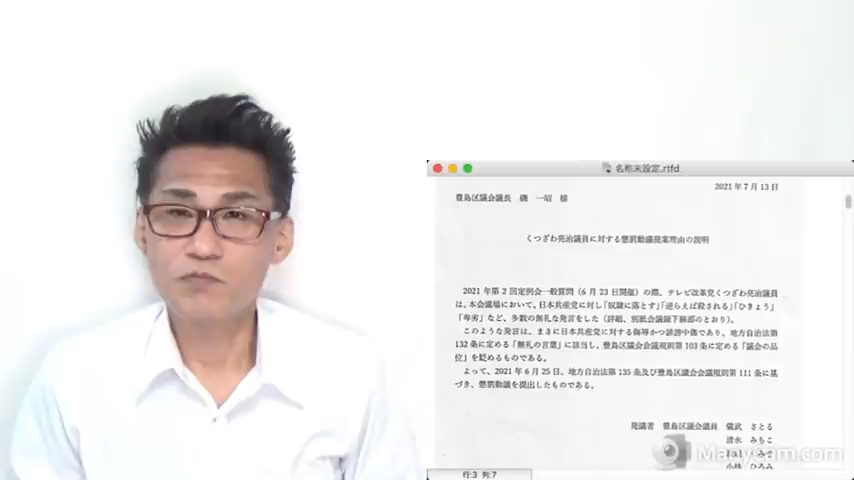 名称未設定.rtfd
2021年7月13日
豊島区議会議長 磯 一昭 様
くつざわ亮治議員に対する懲罰動議提案理由の説明
2021年第2回定例会一般質問（6月23日開催）の際、テレビ改革党くつざわ亮治議員
は、本会議場において、日本共産党に対し「奴隷に落とす」「逆らえば殺される」「ひきょう」
「卑劣」など、多数の無礼な発言をした（詳細、別紙会議録下線部のとおり）。
このような発言は、まさに日本共産党に対する侮辱かつ誹謗中傷であり、地方自治法第
132条に定める「無礼の言葉」に該当し、豊島区議会会議規則第103条に定める「議会の品
位」を貶めるものである。
よって、2021年6月25日、地方自治法第135条及び豊島区議会会議規則第111条に基
づき、懲罰動議を提出したものである。
発議者 豊島区議会議員 儀武 さとる
清水 みちこ
小林 ひろみ
ManyCam.com
行:3 列:7